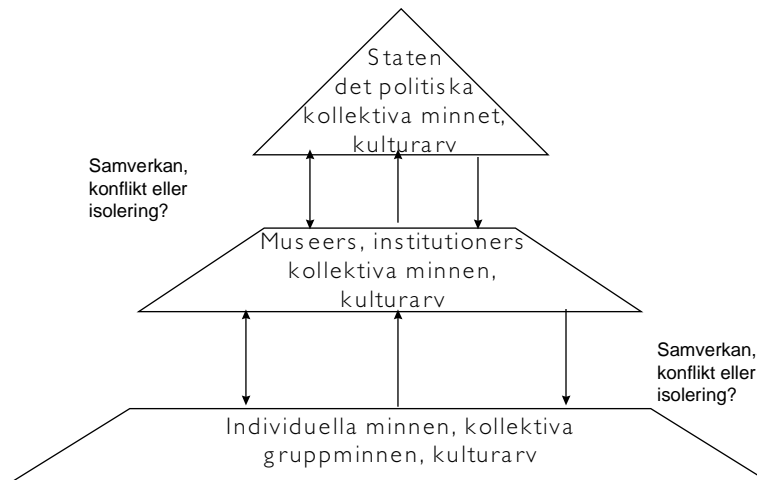 Staten
det politiska
kollektiva minnet,
kulturarv
Samverkan,
konflikt eller
isolering?
Museers, institutioners
kollektiva minnen,
kulturarv
Samverkan,
konflikt eller
isolering?
Individuella minnen, kollektiva
gruppminnen, kulturarv